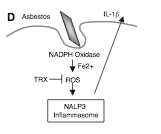 D
Asbestos
IL-1β
NADPH Oxidase
Fe2+
TRX
ROS
NALP3
Inflammasome